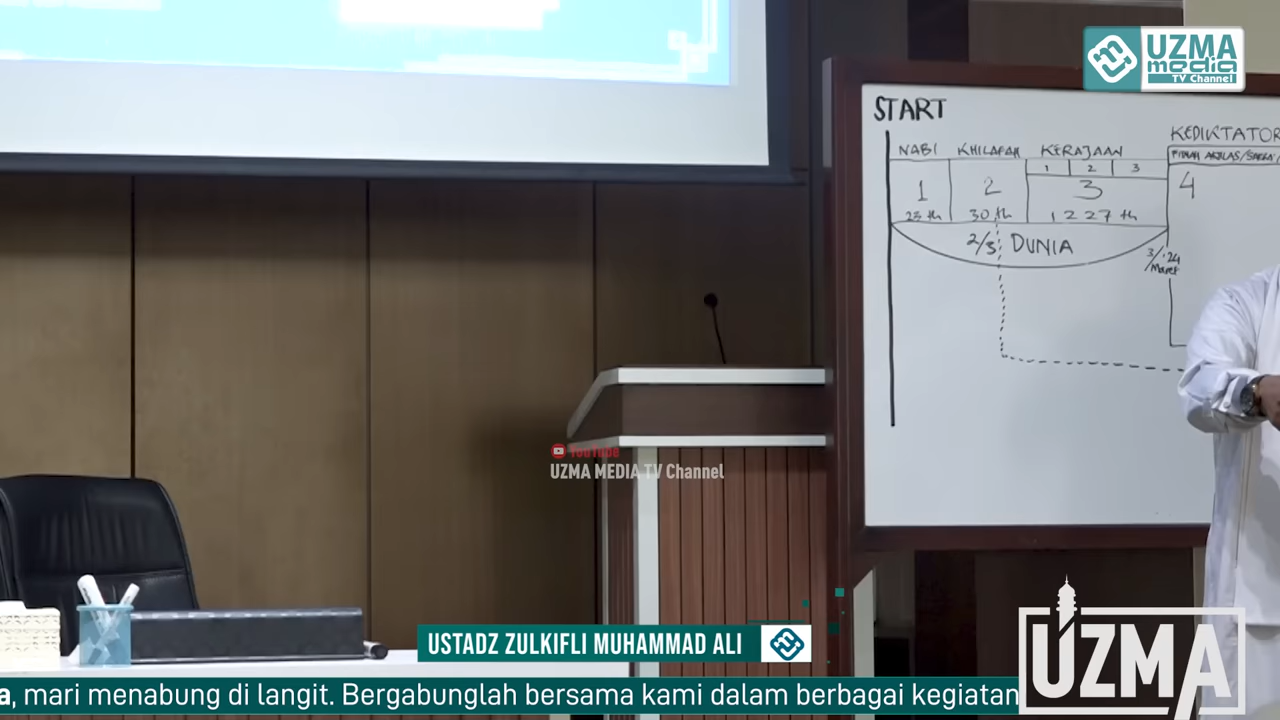 UZMA
media
TV Channel
START
NABI KHILAFAH KERAJAAN
KEDIKTATOR
1 2 3
1 2 3 4
23 th 30 th 1227 th
2/3 DUNIA
3/'24
Maret
YouTube
UZMA MEDIA TV Channel
USTADZ ZULKIFLI MUHAMMAD ALI
a, mari menabung di langit. Bergabunglah bersama kami dalam berbagai kegiatan
UZMA